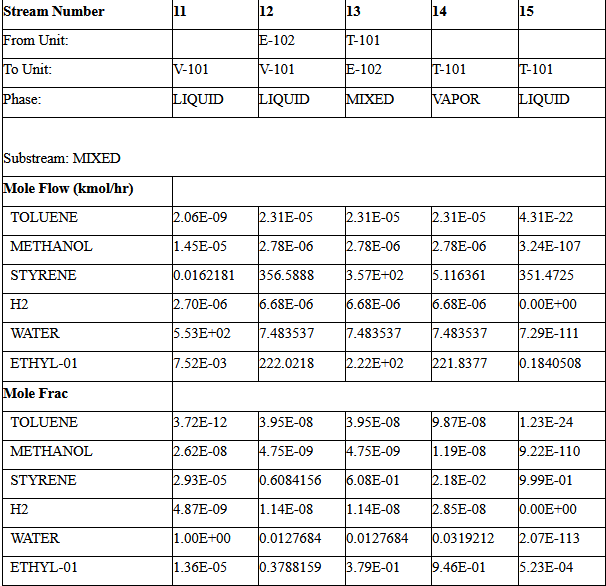 Stream Number 11 12 13 14 15
From Unit: E-102 T-101
To Unit: V-101 V-101 E-102 T-101 T-101
Phase: LIQUID LIQUID MIXED VAPOR LIQUID
Substream: MIXED
Mole Flow (kmol/hr)
TOLUENE 2.06E-09 2.31E-05 2.31E-05 2.31E-05 4.31E-22
METHANOL 1.45E-05 2.78E-06 2.78E-06 2.78E-06 3.24E-107
STYRENE 0.0162181 356.5888 3.57E+02 5.116361 351.4725
H2 2.70E-06 6.68E-06 6.68E-06 6.68E-06 0.00E+00
WATER 5.53E+02 7.483537 7.483537 7.483537 7.29E-111
ETHYL-01 7.52E-03 222.0218 2.22E+02 221.8377 0.1840508
Mole Frac
TOLUENE 3.72E-12 3.95E-08 3.95E-08 9.87E-08 1.23E-24
METHANOL 2.62E-08 4.75E-09 4.75E-09 1.19E-08 9.22E-110
STYRENE 2.93E-05 0.6084156 6.08E-01 2.18E-02 9.99E-01
H2 4.87E-09 1.14E-08 1.14E-08 2.85E-08 0.00E+00
WATER 1.00E+00 0.0127684 0.0127684 0.0319212 2.07E-113
ETHYL-01 1.36E-05 0.3788159 3.79E-01 9.46E-01 5.23E-04